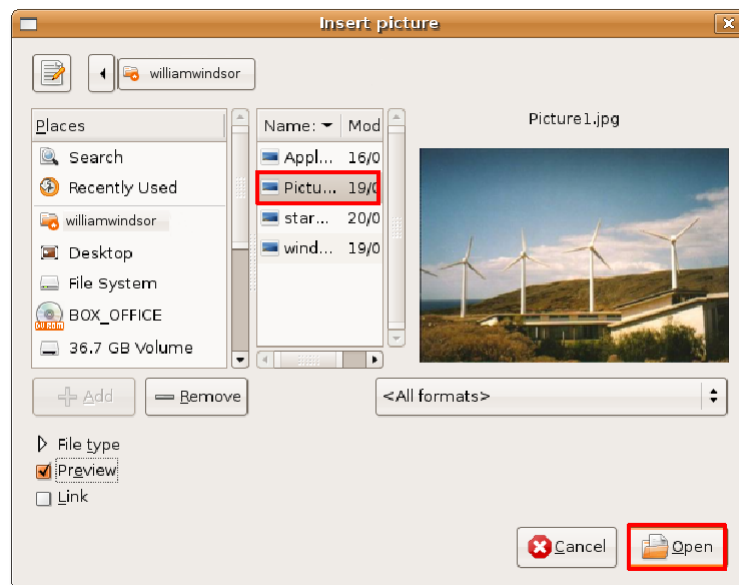 Insert picture
williamwindsor
Places
Search
Recently Used
williamwindsor
Desktop
File System
BOX_OFFICE
36.7 GB Volume
Name: Mod
Appl... 16/0
Pictu... 19/0
star... 20/0
wind... 19/0
Picture1.jpg
Add
Remove
<All formats>
File type
Preview
Link
Cancel
Open